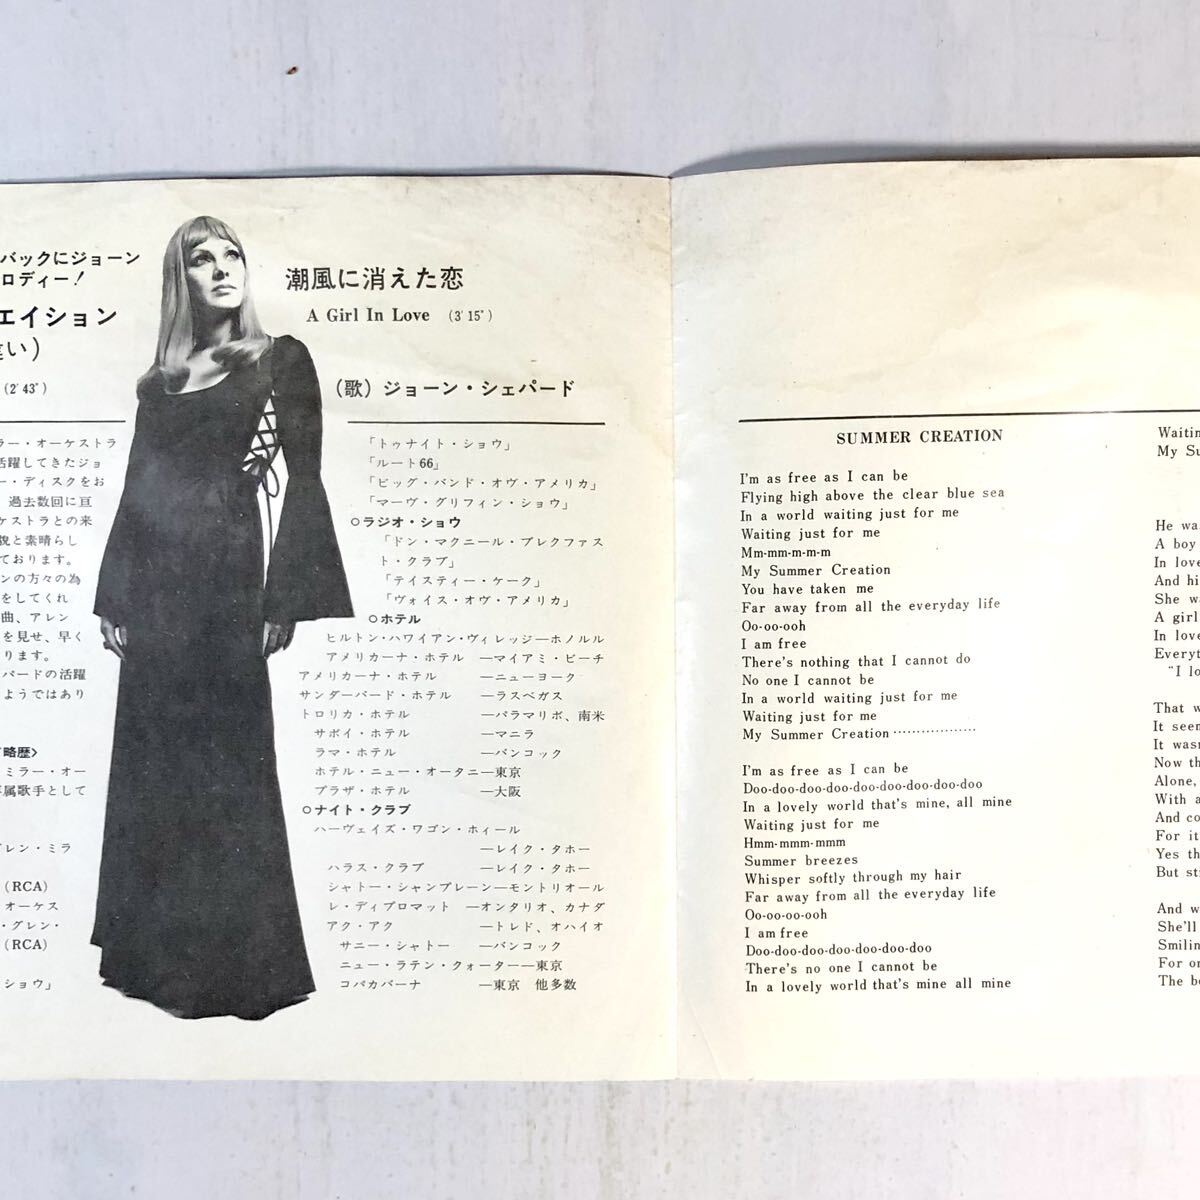 バックにジョーン
ロディー!
エイション
違い)
(2′43″)
ラー・オーケストラ
活躍してきたジョ
ー・ディスクをお
過去数回に亘
ケストラとの来
貌と素晴らし
ております。
ンの方々の為
をしてくれ
曲、アレン
を見せ、早く
ります。
パードの活躍
ようではあり
略歴>
ミラー・オー
専属歌手として
グレン・ミラ
(RCA)
オーケス
・グレン・
(RCA)
ショウ」
潮風に消えた恋
A Girl In Love (3′15″)
(歌) ジョーン・シェパード
「トゥナイト・ショウ」
「ルート66」
「ビッグ・バンド・オヴ・アメリカ」
「マーヴ・グリフィン・ショウ」
○ラジオ・ショウ
「ドン・マクニール・ブレクファス
ト・クラブ」
「テイスティー・ケーク」
「ヴォイス・オヴ・アメリカ」
○ホテル
ヒルトン・ハワイアン・ヴィレッジ—ホノルル
アメリカーナ・ホテル —マイアミ・ビーチ
アメリカーナ・ホテル —ニューヨーク
サンダーバード・ホテル —ラスベガス
トロリカ・ホテル —パラマリボ、南米
サボイ・ホテル —マニラ
ラマ・ホテル —バンコック
ホテル・ニュー・オータニ—東京
プラザ・ホテル —大阪
○ナイト・クラブ
ハーヴェイズ・ワゴン・ホィール
—レイク・タホー
ハラス・クラブ —レイク・タホー
シャトー・シャンプレーン—モントリオール
レ・ディプロマット —オンタリオ、カナダ
アク・アク —トレド、オハイオ
サニー・シャトー —バンコック
ニュー・ラテン・クォーター—東京
コパカバーナ —東京 他多数
SUMMER CREATION
I'm as free as I can be
Flying high above the clear blue sea
In a world waiting just for me
Waiting just for me
Mm-mm-m-m-m
My Summer Creation
You have taken me
Far away from all the everyday life
Oo-oo-ooh
I am free
There's nothing that I cannot do
No one I cannot be
In a world waiting just for me
Waiting just for me
My Summer Creation ………………
I'm as free as I can be
Doo-doo-doo-doo-doo-doo-doo-doo-doo
In a lovely world that's mine, all mine
Waiting just for me
Hmm-mmm-mmm
Summer breezes
Whisper softly through my hair
Far away from all the everyday life
Oo-oo-oo-ooh
I am free
Doo-doo-doo-doo-doo-doo-doo
There's no one I cannot be
In a lovely world that's mine all mine
Waitin
My Su
He wa
A boy
In love
And hi
She wa
A girl
In love
Everyt
"I lo
That w
It seem
It wasn
Now th
Alone,
With a
And co
For it
Yes th
But sti
And w
She'll
Smilin
For on
The be